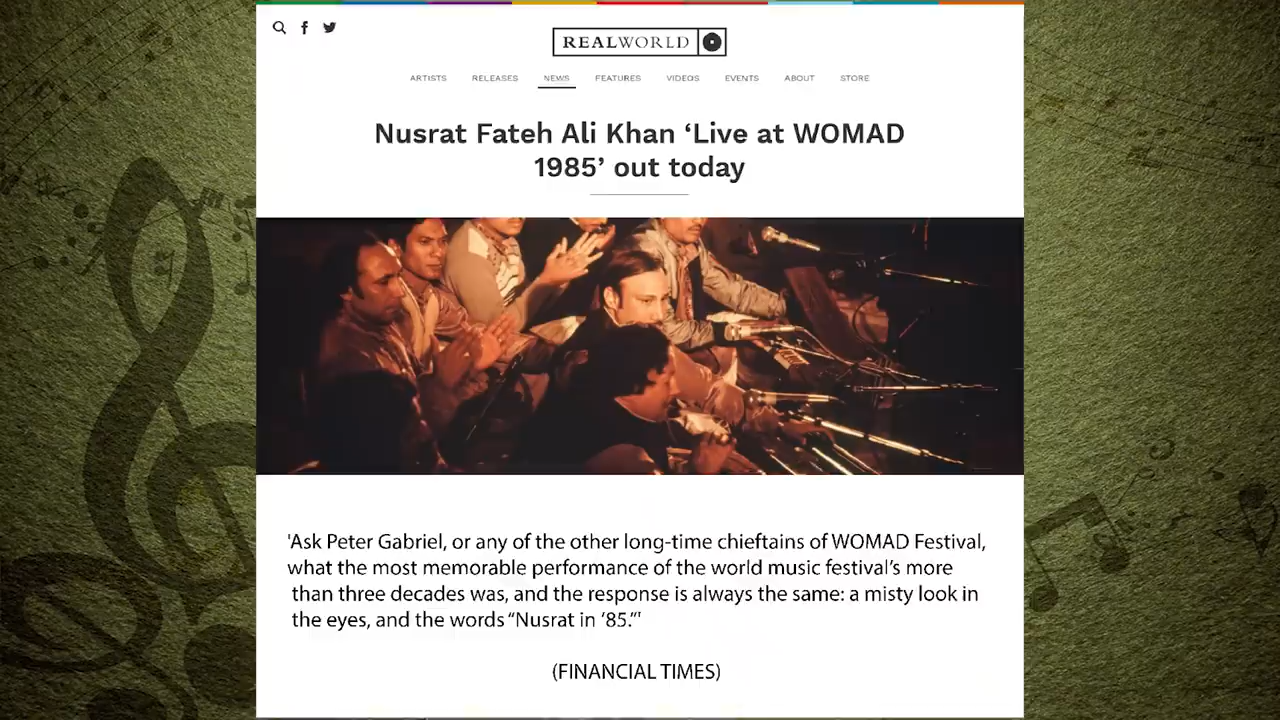 REALWORLD
ARTISTS RELEASES NEWS FEATURES VIDEOS EVENTS ABOUT STORE
Nusrat Fateh Ali Khan ‘Live at WOMAD
1985’ out today
'Ask Peter Gabriel, or any of the other long-time chieftains of WOMAD Festival,
what the most memorable performance of the world music festival’s more
than three decades was, and the response is always the same: a misty look in
the eyes, and the words “Nusrat in ’85.”'
(FINANCIAL TIMES)